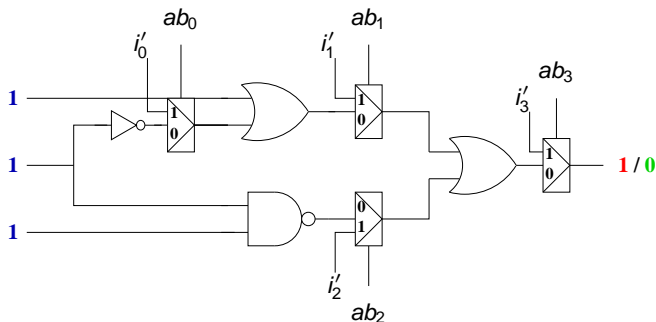 ab₀ ab₁
i′₀ i′₁ ab₃
1 1 1 i′₃
0 0
1 1 / 0
1
0
0
1
1
i′₂
ab₂